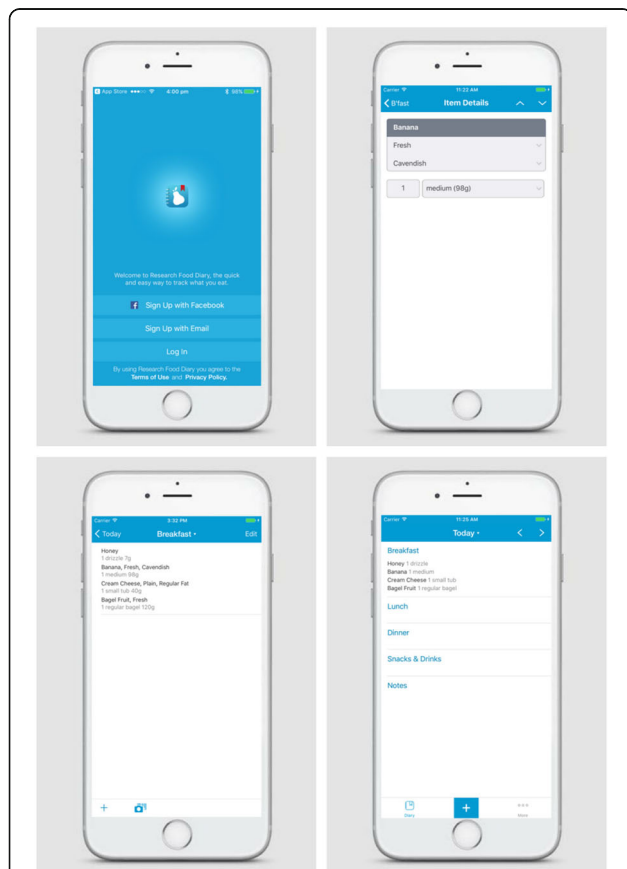 App Store 4:00 pm 98%
Welcome to Research Food Diary, the quick
and easy way to track what you eat.
Sign Up with Facebook
Sign Up with Email
Log In
By using Research Food Diary you agree to the
Terms of Use and Privacy Policy.
Carrier 11:22 AM
B'fast Item Details
Banana
Fresh
Cavendish
1 medium (98g)
Carrier 3:32 PM
Today Breakfast Edit
Honey
1 drizzle 7g
Banana, Fresh, Cavendish
1 medium 98g
Cream Cheese, Plain, Regular Fat
1 small tub 40g
Bagel Fruit, Fresh
1 regular bagel 120g
Carrier 11:25 AM
Today
Breakfast
Honey 1 drizzle
Banana 1 medium
Cream Cheese 1 small tub
Bagel Fruit 1 regular bagel
Lunch
Dinner
Snacks & Drinks
Notes
Diary More